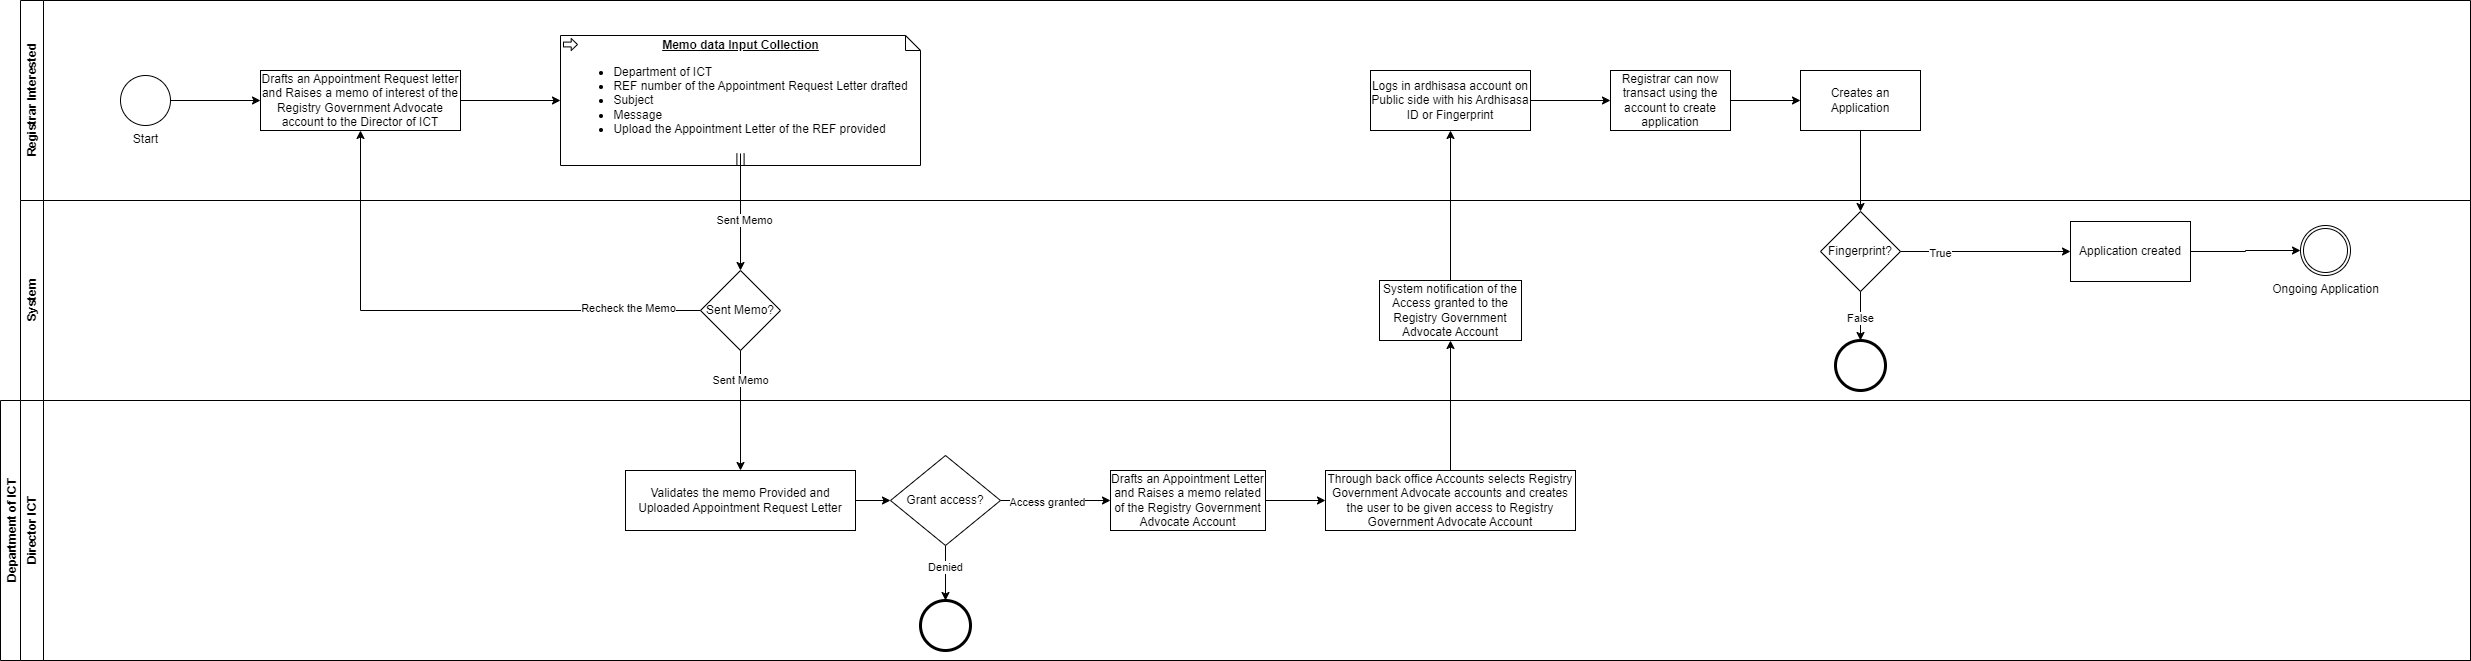 Registrar Interested
Start
Drafts an Appointment Request letter
and Raises a memo of interest of the
Registry Government Advocate
account to the Director of ICT
Memo data Input Collection
Department of ICT
REF number of the Appointment Request Letter drafted
Subject
Message
Upload the Appointment Letter of the REF provided
Logs in ardhisasa account on
Public side with his Ardhisasa
ID or Fingerprint
Registrar can now
transact using the
account to create
application
Creates an
Application
System
Sent Memo
Sent Memo?
Recheck the Memo
Sent Memo
System notification of the
Access granted to the
Registry Government
Advocate Account
Fingerprint?
True
False
Application created
Ongoing Application
Department of ICT
Director ICT
Validates the memo Provided and
Uploaded Appointment Request Letter
Grant access?
Access granted
Denied
Drafts an Appointment Letter
and Raises a memo related
of the Registry Government
Advocate Account
Through back office Accounts selects Registry
Government Advocate accounts and creates
the user to be given access to Registry
Government Advocate Account